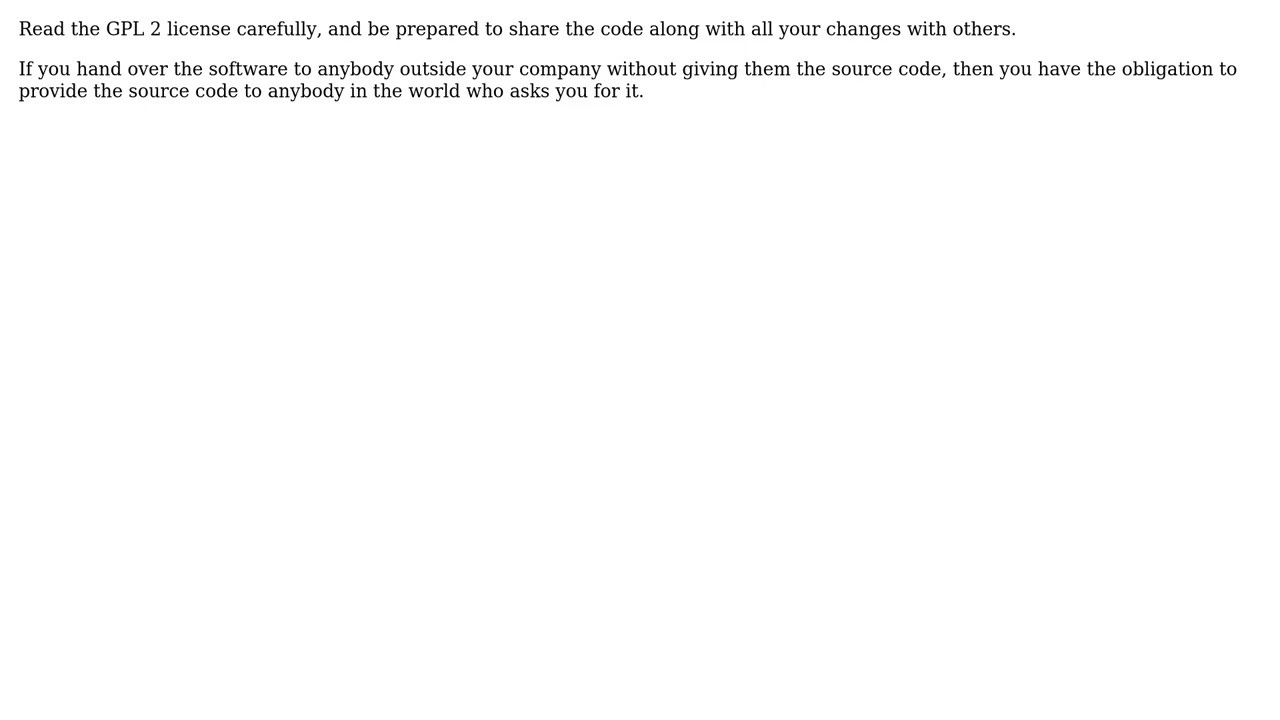 Read the GPL 2 license carefully, and be prepared to share the code along with all your changes with others.
If you hand over the software to anybody outside your company without giving them the source code, then you have the obligation to
provide the source code to anybody in the world who asks you for it.